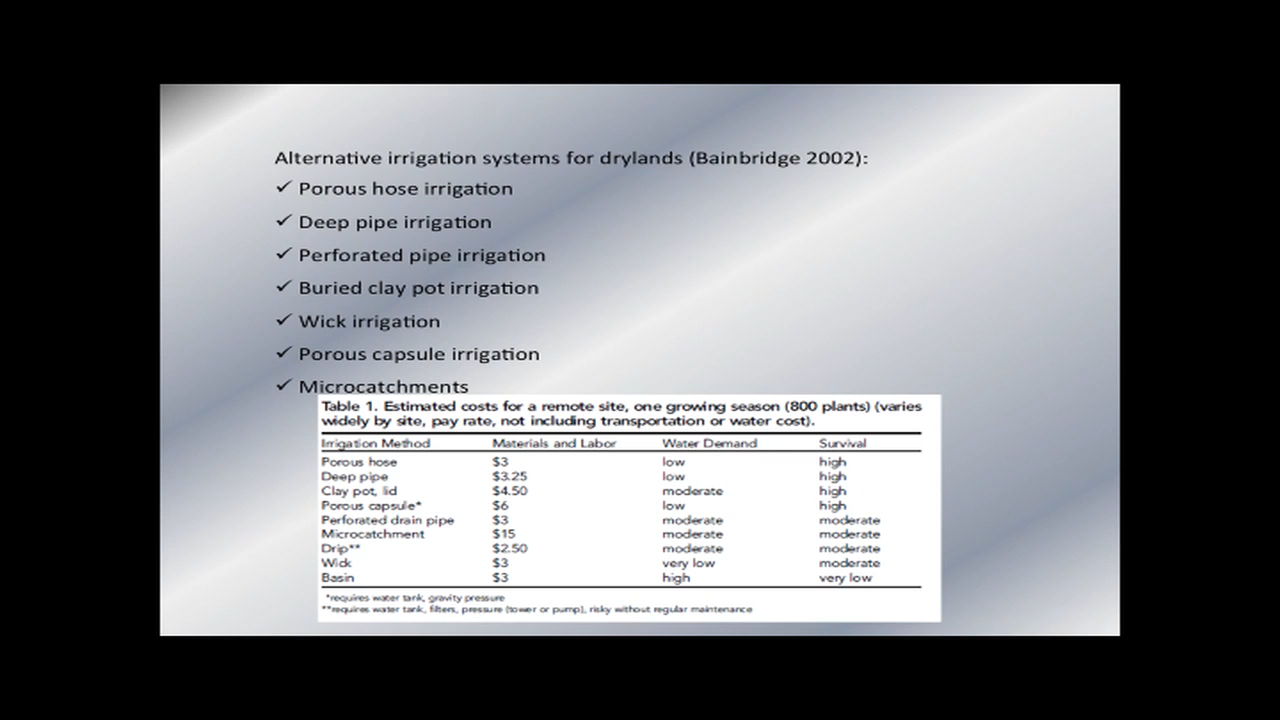 Alternative irrigation systems for drylands (Bainbridge 2002):
✓ Porous hose irrigation
✓ Deep pipe irrigation
✓ Perforated pipe irrigation
✓ Buried clay pot irrigation
✓ Wick irrigation
✓ Porous capsule irrigation
✓ Microcatchments
Table 1. Estimated costs for a remote site, one growing season (800 plants) (varies
widely by site, pay rate, not including transportation or water cost).
Irrigation Method Materials and Labor Water Demand Survival
Porous hose $3 low high
Deep pipe $3.25 low high
Clay pot, lid $4.50 moderate high
Porous capsule* $6 low high
Perforated drain pipe $3 moderate moderate
Microcatchment $15 moderate moderate
Drip** $2.50 moderate moderate
Wick $3 very low moderate
Basin $3 high very low
*requires water tank, gravity pressure
**requires water tank, filters, pressure (tower or pump), risky without regular maintenance